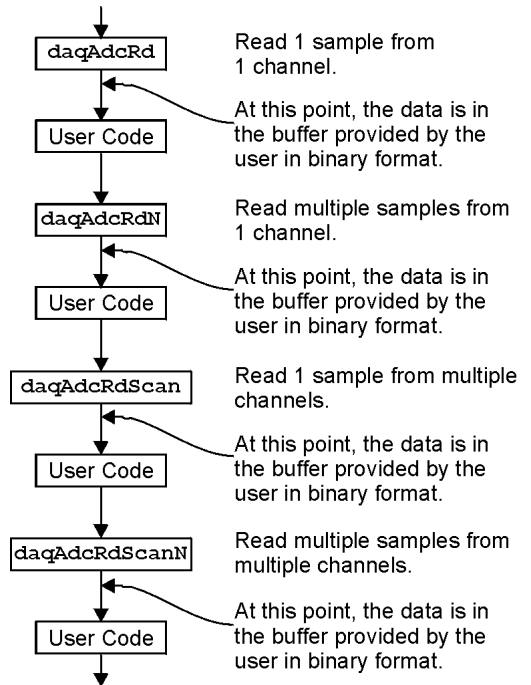 daqAdcRd
Read 1 sample from
1 channel.
At this point, the data is in
the buffer provided by the
user in binary format.
User Code
daqAdcRdN
Read multiple samples from
1 channel.
At this point, the data is in
the buffer provided by the
user in binary format.
User Code
daqAdcRdScan
Read 1 sample from multiple
channels.
At this point, the data is in
the buffer provided by the
user in binary format.
User Code
daqAdcRdScanN
Read multiple samples from
multiple channels.
At this point, the data is in
the buffer provided by the
user in binary format.
User Code